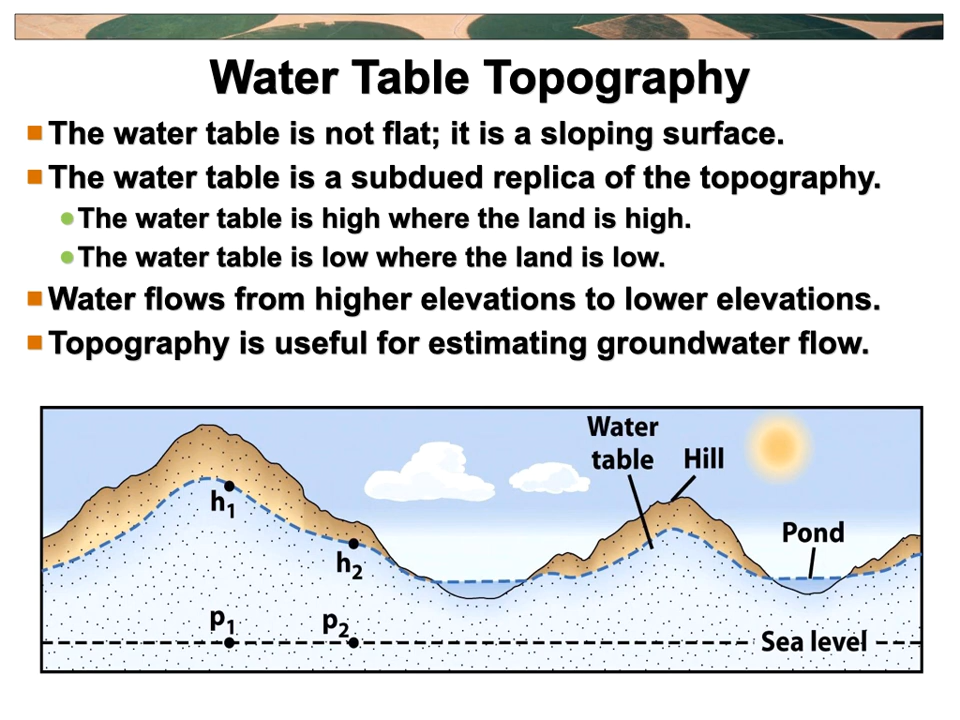 Water Table Topography
The water table is not flat; it is a sloping surface.
The water table is a subdued replica of the topography.
The water table is high where the land is high.
The water table is low where the land is low.
Water flows from higher elevations to lower elevations.
Topography is useful for estimating groundwater flow.
Water
table
Hill
h1
Pond
h2
p1
p2
Sea level